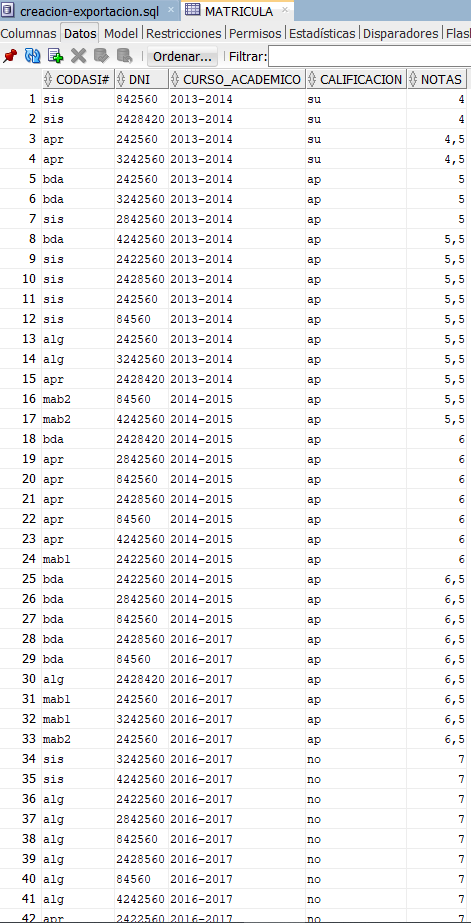 creacion-exportacion.sql × MATRICULA ×
Columnas Datos Model Restricciones Permisos Estadísticas Disparadores Flash
Ordenar... Filtrar:
CODASI# DNI CURSO_ACADEMICO CALIFICACION NOTAS
1 sis 842560 2013-2014 su 4
2 sis 2428420 2013-2014 su 4
3 apr 242560 2013-2014 su 4,5
4 apr 3242560 2013-2014 su 4,5
5 bda 242560 2013-2014 ap 5
6 bda 3242560 2013-2014 ap 5
7 sis 2842560 2013-2014 ap 5
8 bda 4242560 2013-2014 ap 5,5
9 sis 2422560 2013-2014 ap 5,5
10 sis 2428560 2013-2014 ap 5,5
11 sis 242560 2013-2014 ap 5,5
12 sis 84560 2013-2014 ap 5,5
13 alg 242560 2013-2014 ap 5,5
14 alg 3242560 2013-2014 ap 5,5
15 apr 2428420 2013-2014 ap 5,5
16 mab2 84560 2014-2015 ap 5,5
17 mab2 4242560 2014-2015 ap 5,5
18 bda 2428420 2014-2015 ap 6
19 apr 2842560 2014-2015 ap 6
20 apr 842560 2014-2015 ap 6
21 apr 2428560 2014-2015 ap 6
22 apr 84560 2014-2015 ap 6
23 apr 4242560 2014-2015 ap 6
24 mab1 2422560 2014-2015 ap 6
25 bda 2422560 2014-2015 ap 6,5
26 bda 2842560 2014-2015 ap 6,5
27 bda 842560 2014-2015 ap 6,5
28 bda 2428560 2016-2017 ap 6,5
29 bda 84560 2016-2017 ap 6,5
30 alg 2428420 2016-2017 ap 6,5
31 mab1 242560 2016-2017 ap 6,5
32 mab1 3242560 2016-2017 ap 6,5
33 mab2 242560 2016-2017 ap 6,5
34 sis 3242560 2016-2017 no 7
35 sis 4242560 2016-2017 no 7
36 alg 2422560 2016-2017 no 7
37 alg 2842560 2016-2017 no 7
38 alg 842560 2016-2017 no 7
39 alg 2428560 2016-2017 no 7
40 alg 84560 2016-2017 no 7
41 alg 4242560 2016-2017 no 7
42 apr 2422560 2016-2017 no 7